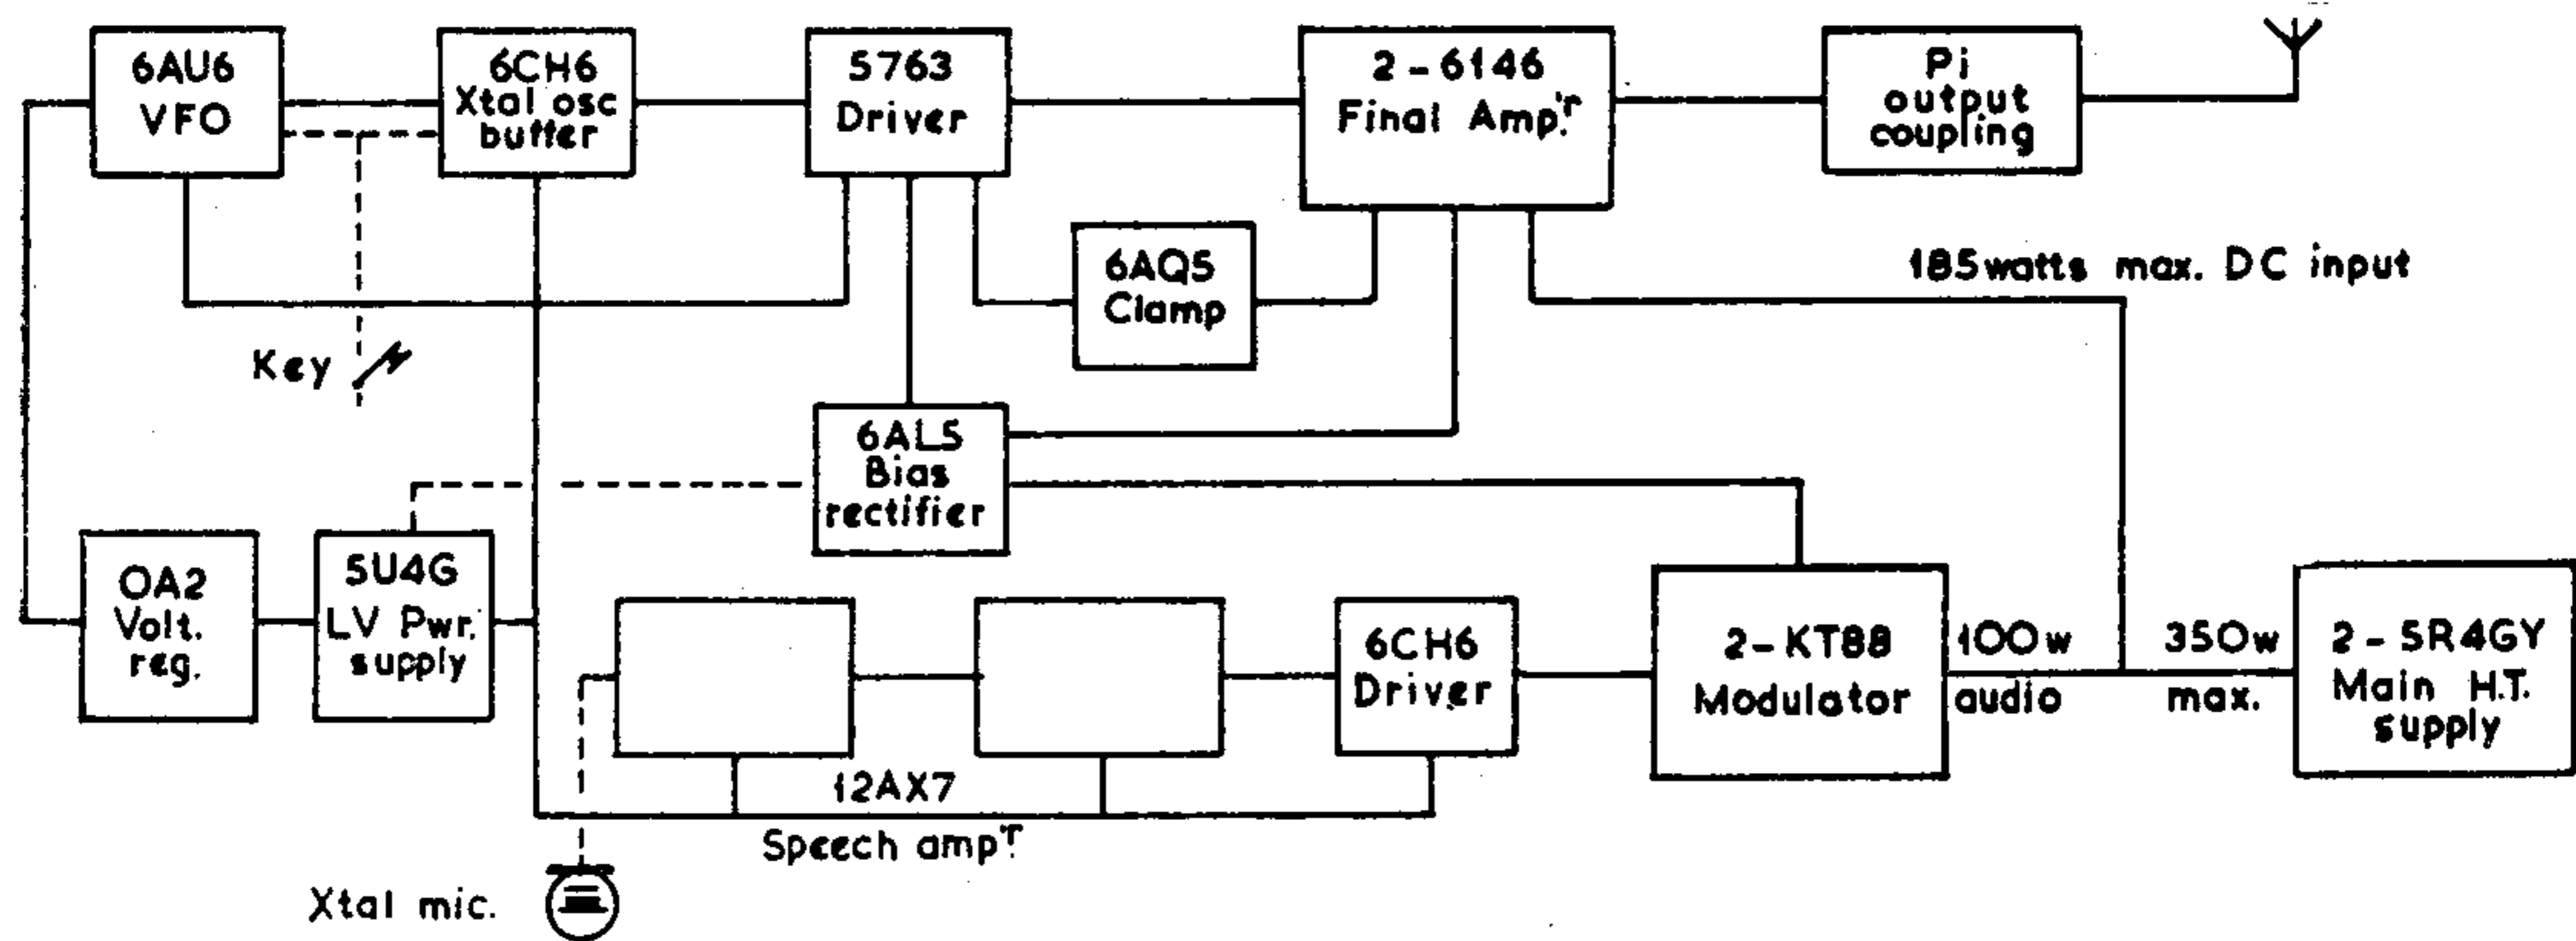 6AU6
VFO
6CH6
Xtal osc
buffer
5763
Driver
2-6146
Final Amp'r.
Pi
output
coupling
6AQ5
Clamp
185watts max. DC input
Key
6AL5
Bias
rectifier
OA2
Volt.
reg.
5U4G
LV Pwr.
supply
6CH6
Driver
2-KT88
Modulator
100w
audio
350w
max.
2-5R4GY
Main H.T.
supply
12AX7
Speech amp'r.
Xtal mic.